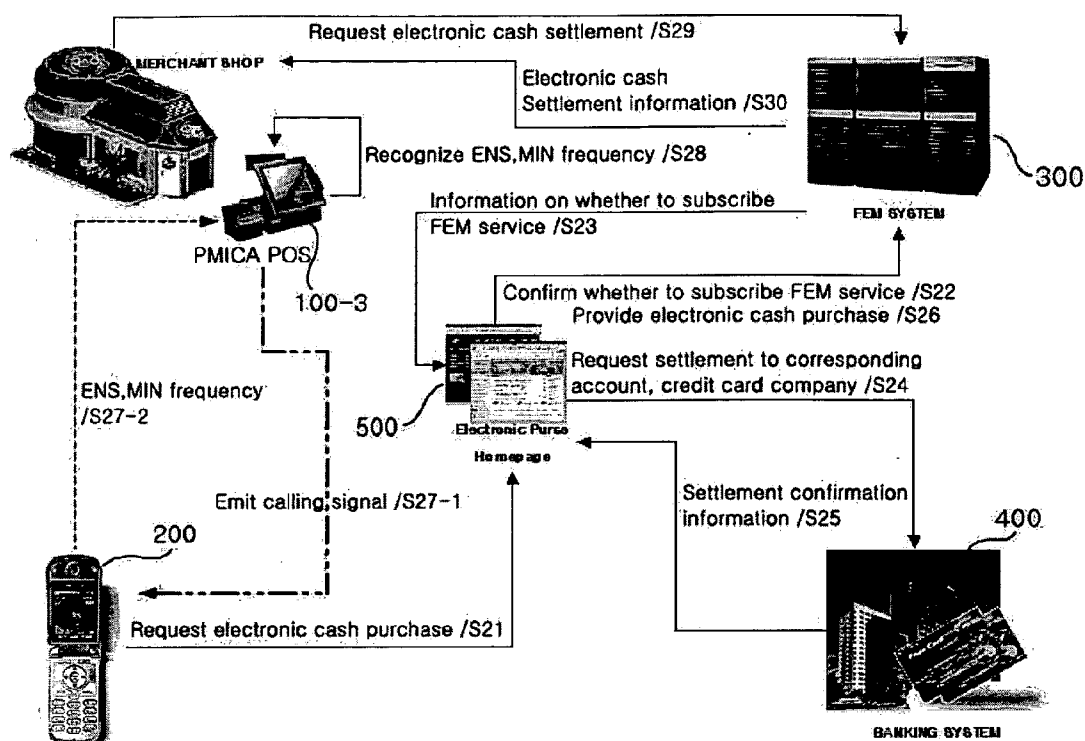 Request electronic cash settlement /S29
MERCHANT SHOP
Electronic cash
Settlement information /S30
Recognize ENS,MIN frequency /S28
300
Information on whether to subscribe
FEM service /S23
FEM SYSTEM
PMICA POS
100-3
Confirm whether to subscribe FEM service /S22
Provide electronic cash purchase /S26
Request settlement to corresponding
account, credit card company /S24
ENS,MIN frequency
/S27-2
500
Electronic Purse
Homepage
Emit calling signal /S27-1
Settlement confirmation
information /S25
400
200
Request electronic cash purchase /S21
BANKING SYSTEM